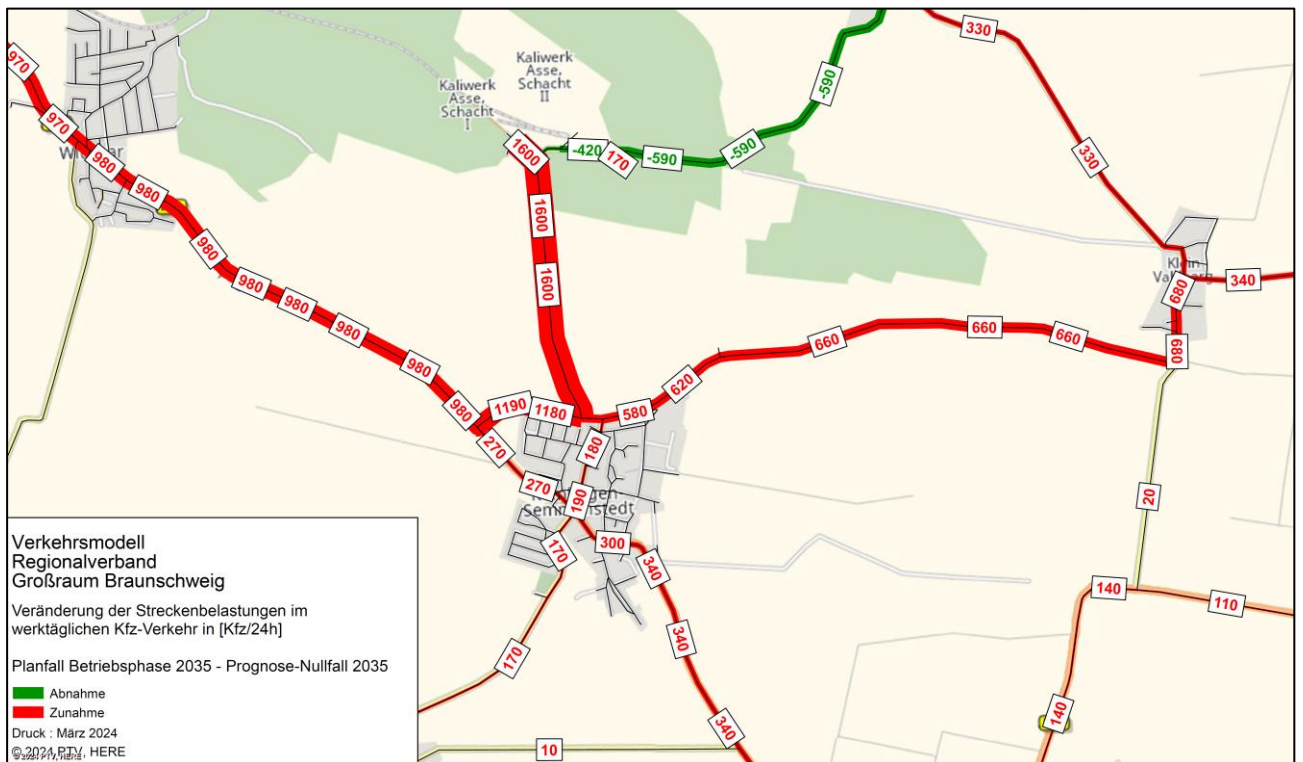 330
970
Kaliwerk
Asse,
Schacht
II
Kaliwerk
Asse,
Schacht
I
-590
970
980
1600
-420
170
-590
-590
330
980
1600
980
1600
Klein
680
340
980
980
980
660
660
660
680
980
620
980
1190
1180
580
270
180
270
190
20
170
300
340
140
110
340
170
140
340
10
Verkehrsmodell
Regionalverband
Großraum Braunschweig
Veränderung der Streckenbelastungen im
werktäglichen Kfz-Verkehr in [Kfz/24h]
Planfall Betriebsphase 2035 - Prognose-Nullfall 2035
Abnahme
Zunahme
Druck : März 2024
© 2024 PTV, HERE